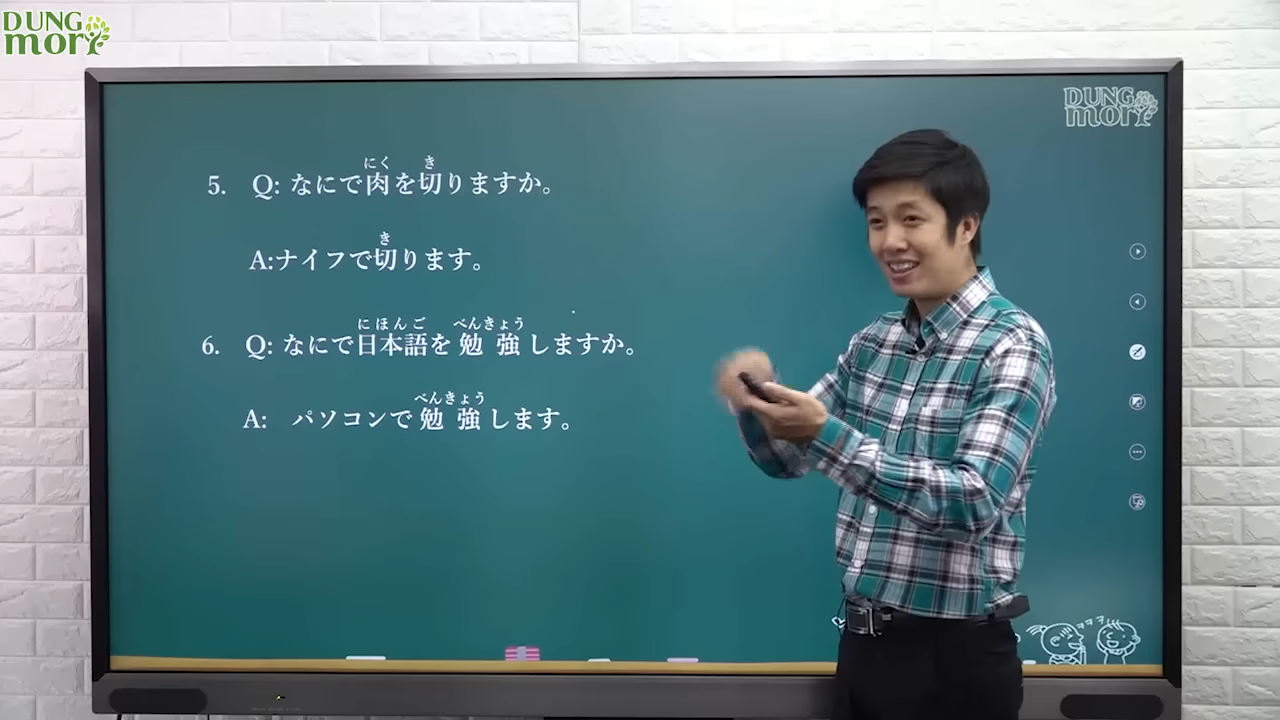 DUNG
mori
DUNG
mori
にく き
5. Q: なにで肉を切りますか。
き
A:ナイフで切ります。
にほんご べんきょう
6. Q: なにで日本語を 勉強 しますか。
べんきょう
A: パソコンで 勉強 します。